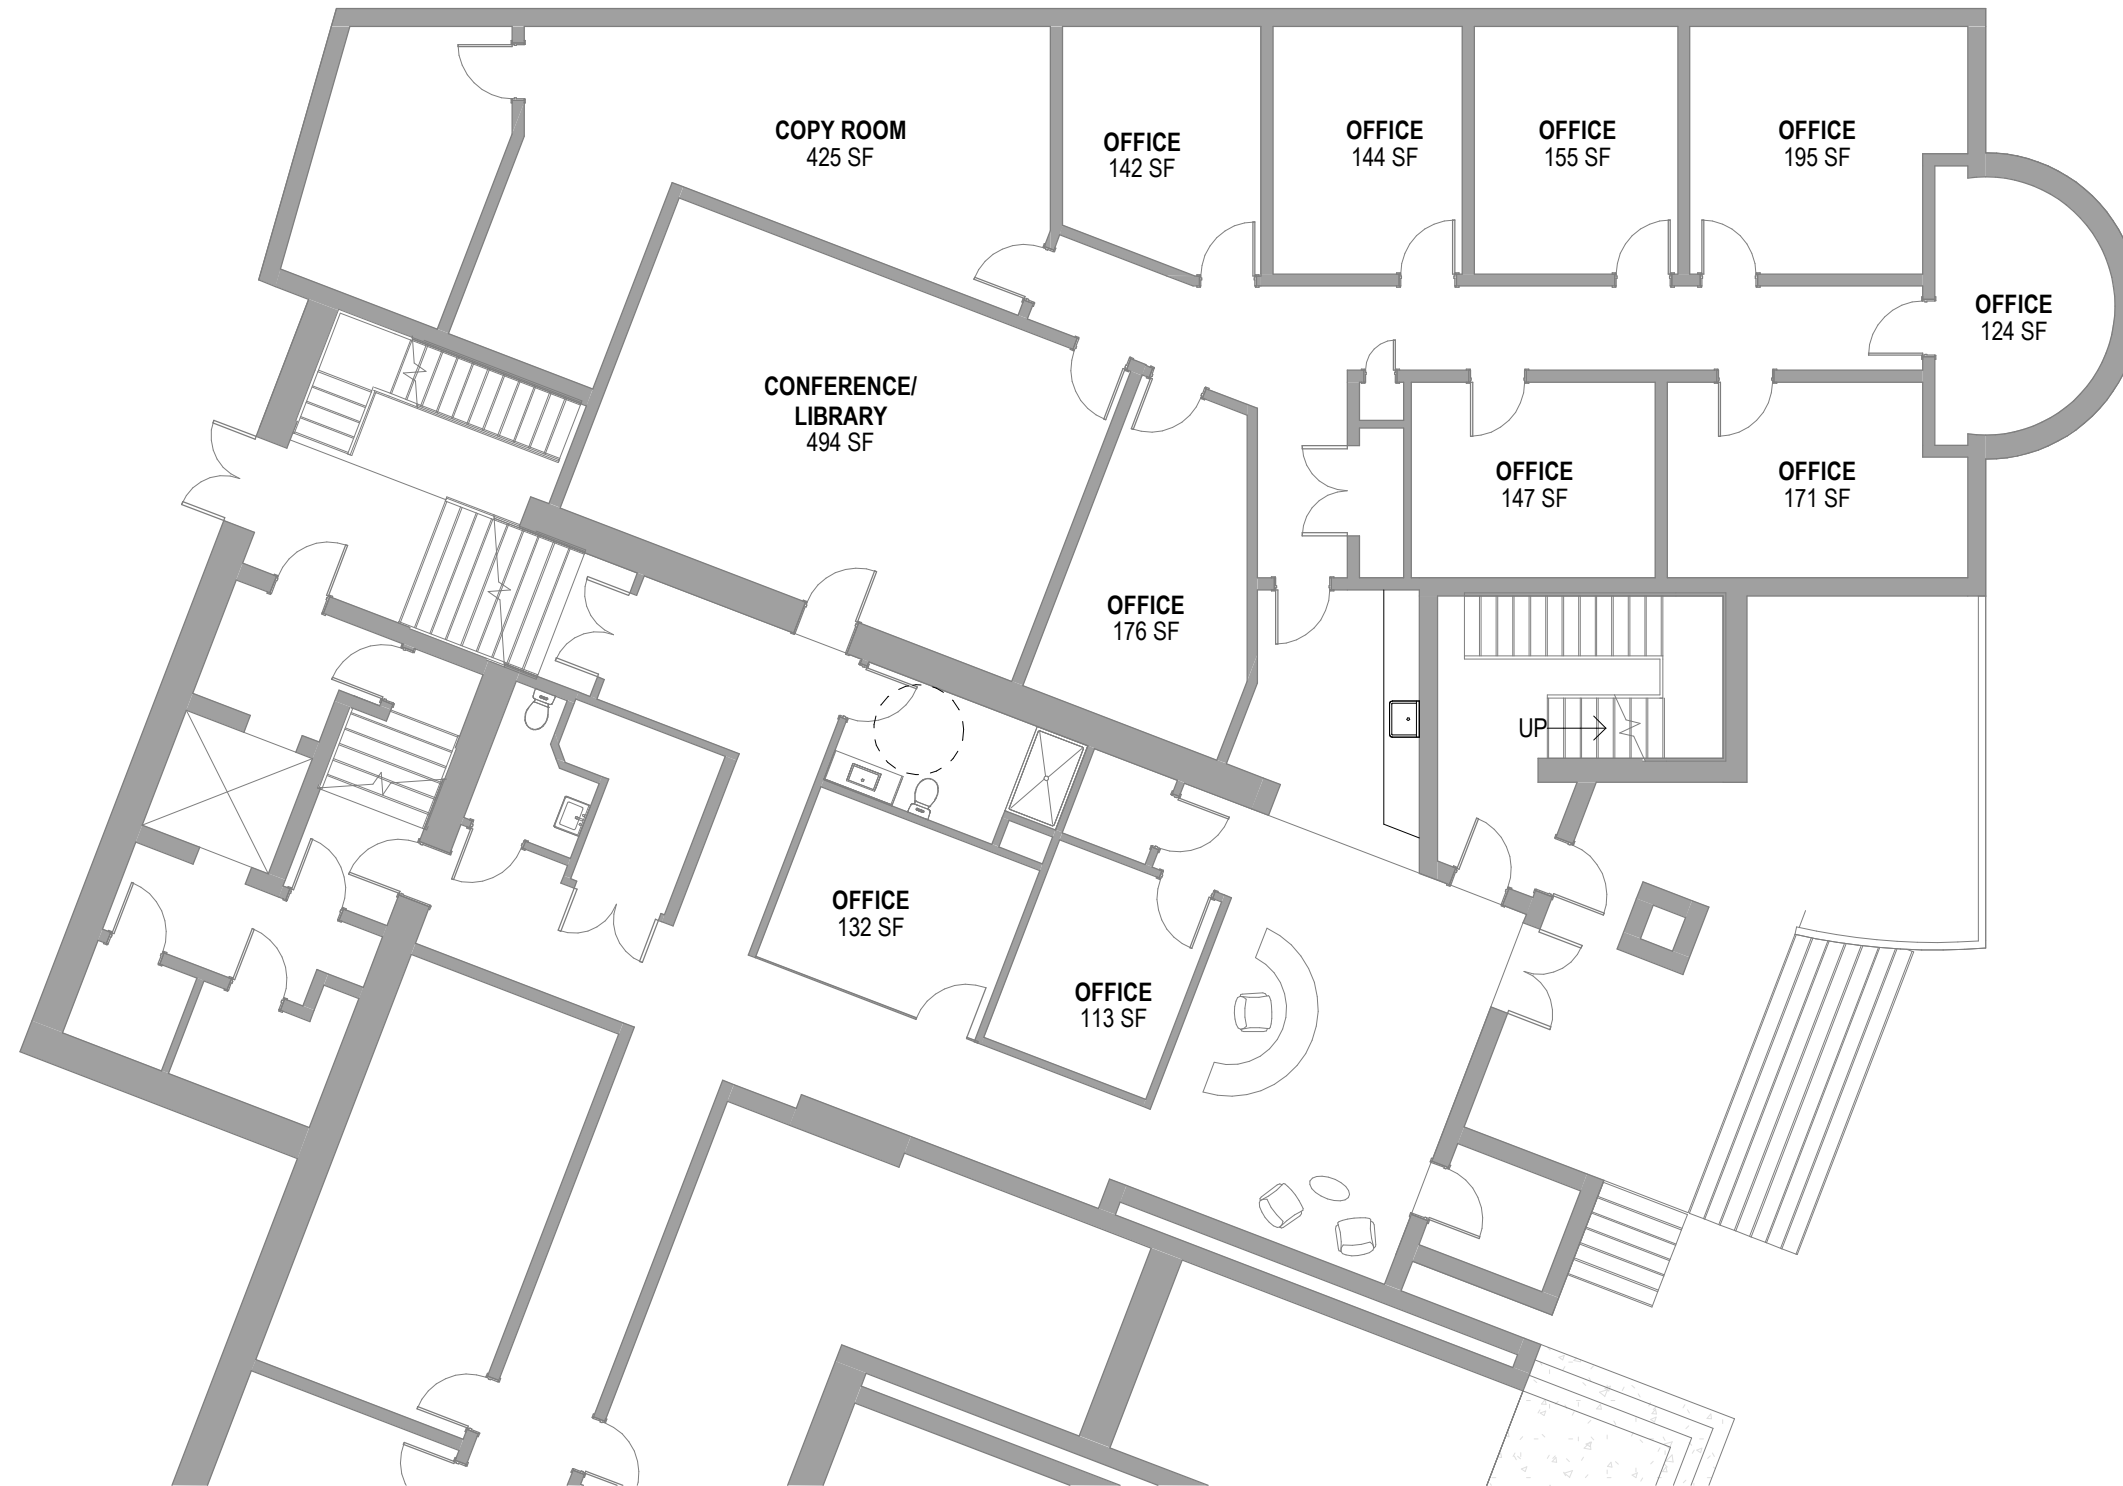 COPY ROOM
425 SF
OFFICE
142 SF
OFFICE
144 SF
OFFICE
155 SF
OFFICE
195 SF
OFFICE
124 SF
CONFERENCE/
LIBRARY
494 SF
OFFICE
147 SF
OFFICE
171 SF
OFFICE
176 SF
UP
OFFICE
132 SF
OFFICE
113 SF